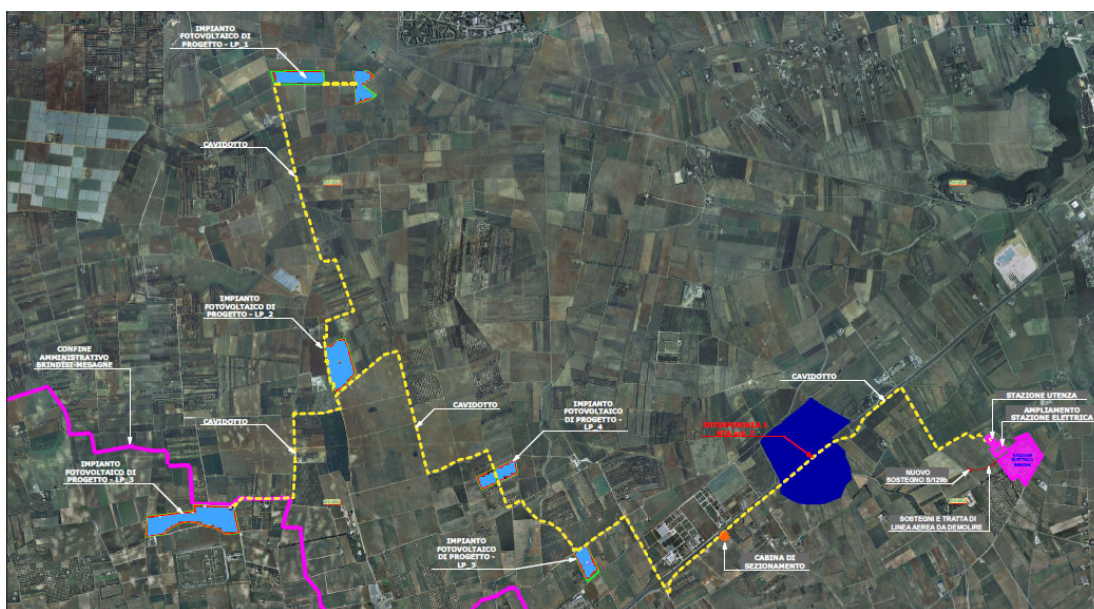 IMPIANTO
FOTOVOLTAICO DI
PROGETTO - LP_1
CAVIDOTTO
IMPIANTO
FOTOVOLTAICO DI
PROGETTO - LP_2
CONFINE
AMMINISTRATIVO
BRINDISI-MESAGNE
CAVIDOTTO
IMPIANTO
FOTOVOLTAICO DI
PROGETTO - LP_3
CAVIDOTTO
IMPIANTO
FOTOVOLTAICO DI
PROGETTO -
LP_4
IMPIANTO
FOTOVOLTAICO
DI PROGETTO -
LP_3
CAVIDOTTO
CABINA DI
SEZIONAMENTO
STAZIONE UTENZA
AMPLIAMENTO
STAZIONE ELETTRICA
STAZIONE
ELETTRICA
NUOVO
SOSTEGNO S/129b
SOSTEGNI E TRATTA DI
LINEA AEREA DA DEMOLIRE